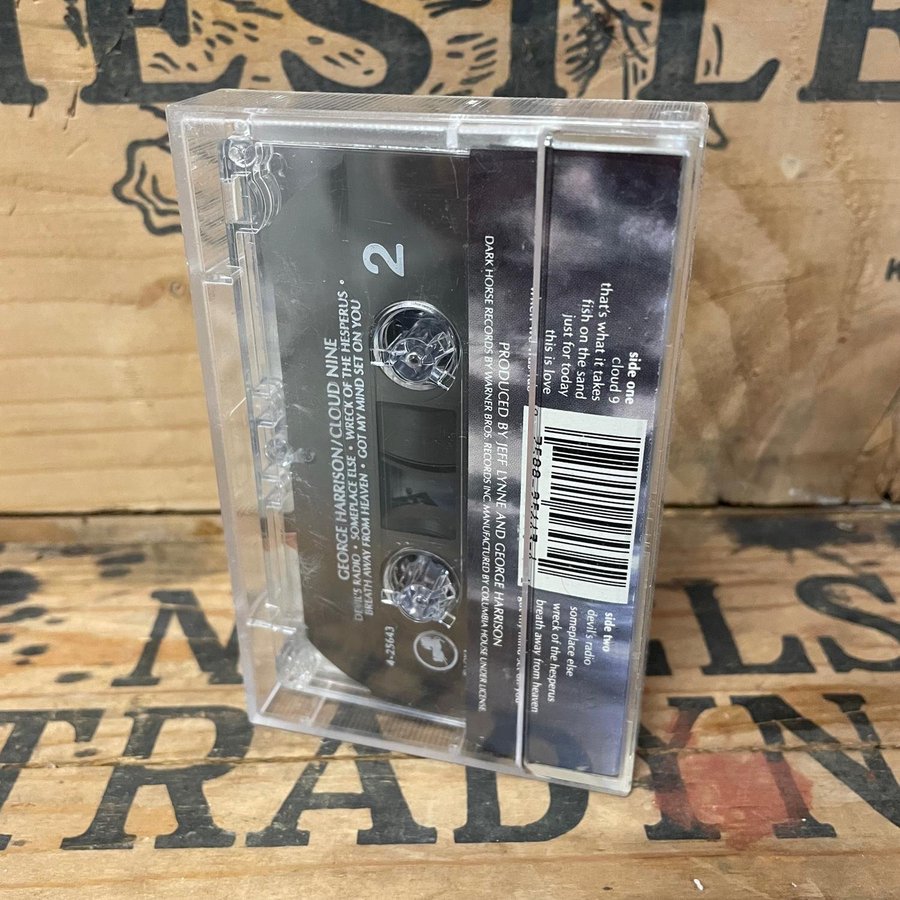 ESTLE
2
GEORGE HARRISON/CLOUD NINE
DEVIL'S RADIO • SOMEPLACE ELSE • WRECK OF THE HESPERUS •
BREATH AWAY FROM HEAVEN • GOT MY MIND SET ON YOU
4-25643
DARK HORSE RECORDS BY WARNER BROS. RECORDS INC. MANUFACTURED BY COLUMBIA HOUSE UNDER LICENSE.
PRODUCED BY JEFF LYNNE AND GEORGE HARRISON
side one
cloud 9
that's what it takes
fish on the sand
just for today
this is love
side two
devil's radio
someplace else
wreck of the hesperus
breath away from heaven
TRADIN